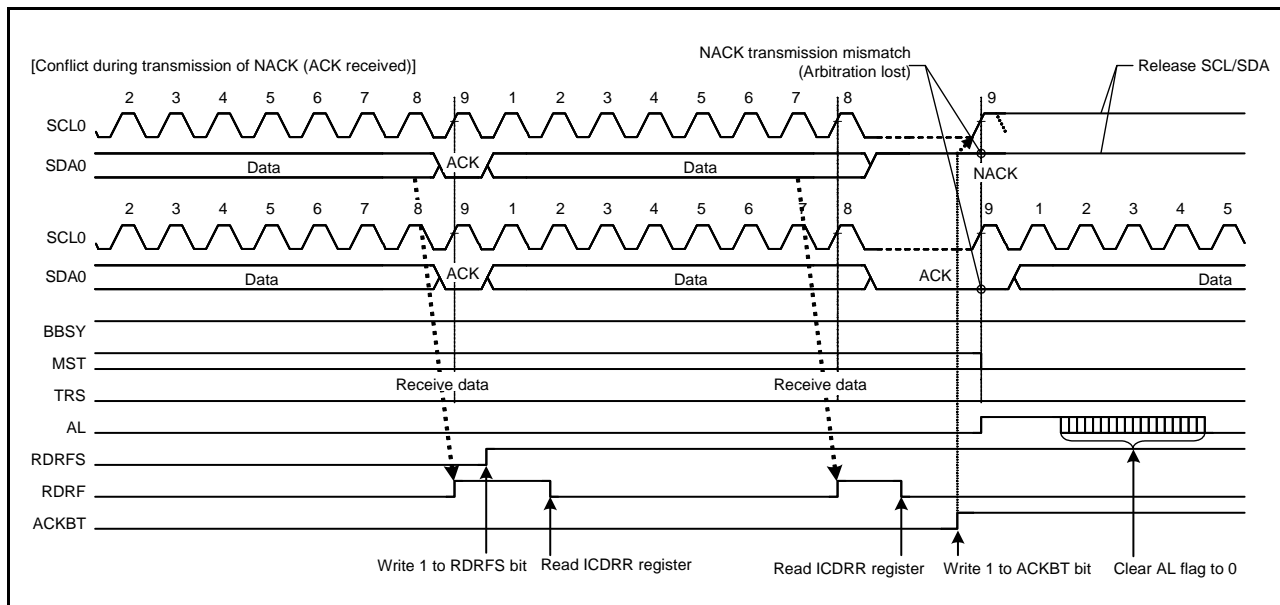 [Conflict during transmission of NACK (ACK received)]
NACK transmission mismatch
(Arbitration lost)
Release SCL/SDA
2 3 4 5 6 7 8 9 1 2 3 4 5 6 7 8 9
SCL0
SDA0 Data ACK Data NACK
2 3 4 5 6 7 8 9 1 2 3 4 5 6 7 8 9 1 2 3 4 5
SCL0
SDA0 Data ACK Data ACK Data
BBSY
MST
Receive data Receive data
TRS
AL
RDRFS
RDRF
ACKBT
Write 1 to RDRFS bit Read ICDRR register Read ICDRR register Write 1 to ACKBT bit Clear AL flag to 0